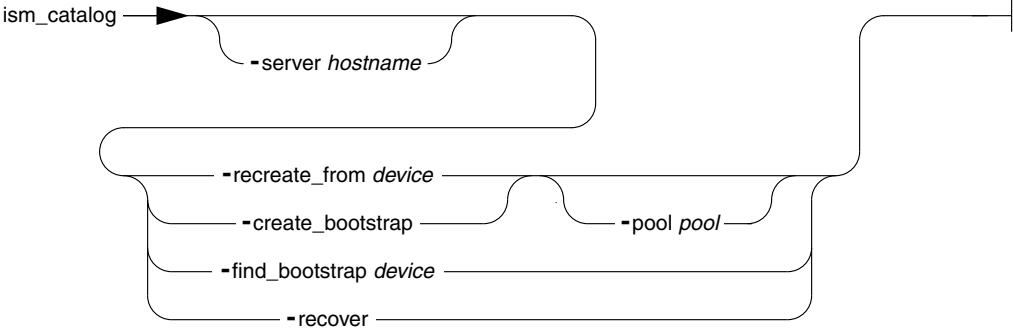 ism_catalog
-server hostname
-recreate_from device
-create_bootstrap
-pool pool
-find_bootstrap device
-recover